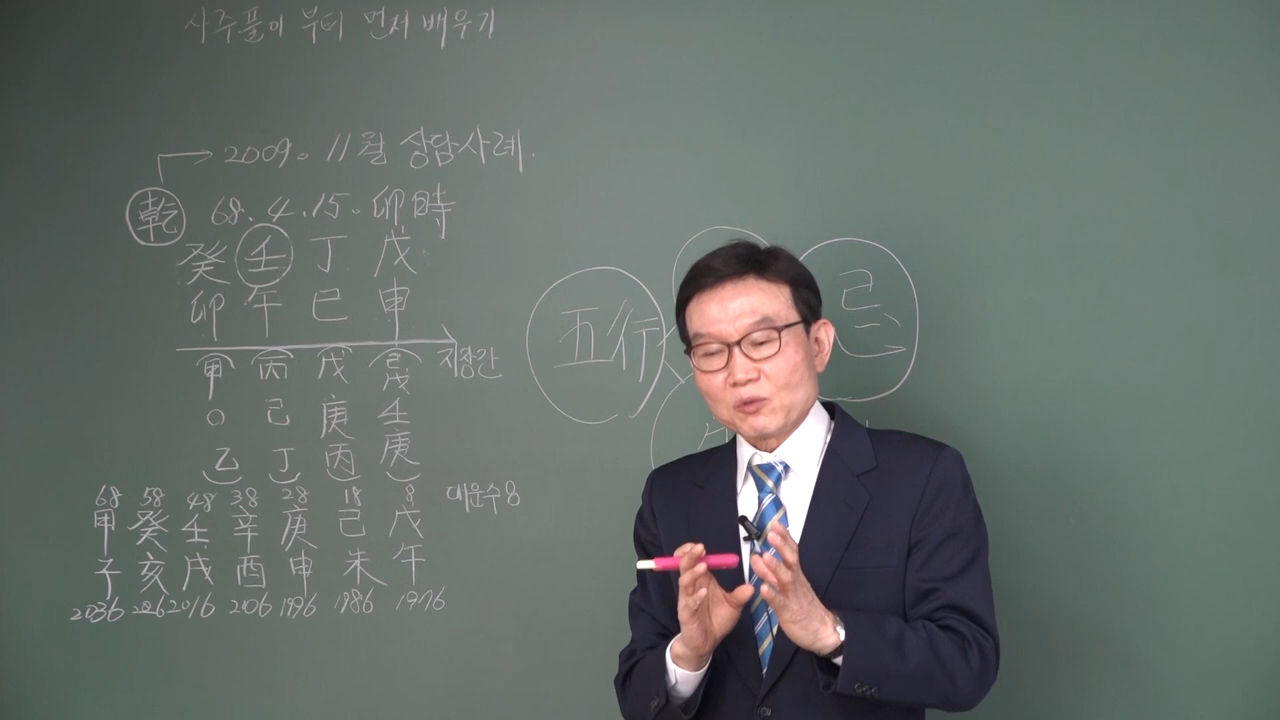 사주풀이 부터 먼저 배우기
2009. 11월 상담사례.
乾 68. 4. 15. 卯時
癸 壬 丁 戊
卯 午 巳 申
지장간
甲 丙 戊 己戊
○ 己 庚 壬
乙 丁 丙 庚
68 58 48 38 28 18 8 대운수8
甲 癸 壬 辛 庚 己 戊
子 亥 戌 酉 申 未 午
2036 2026 2016 2006 1996 1986 1976
五行
忌